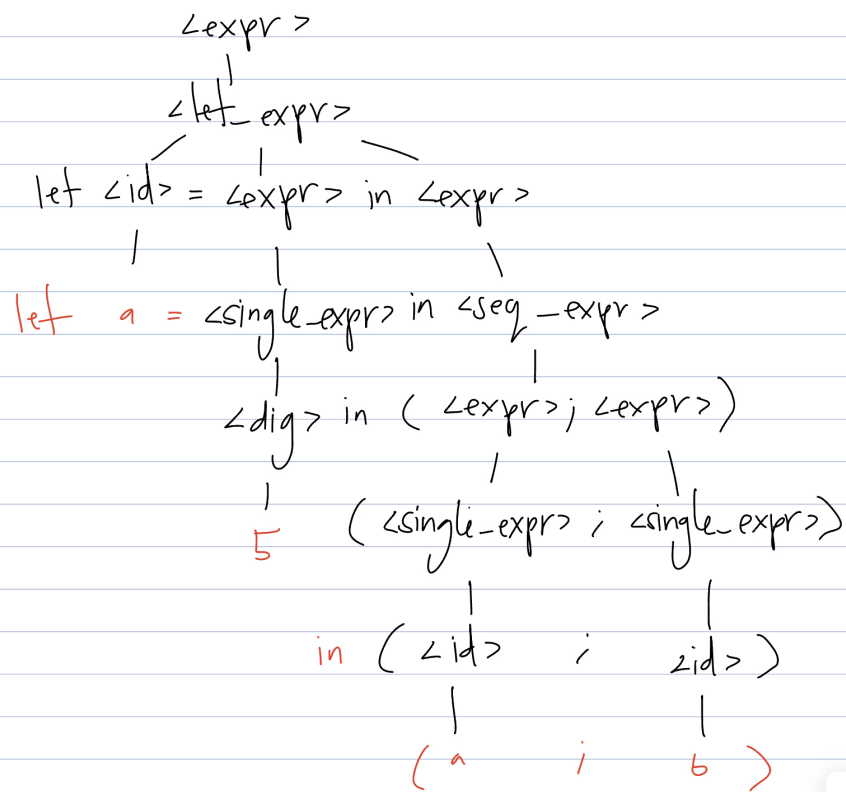 <expr>
<let_expr>
let <id> = <expr> in <expr>
let a = <single_expr> in <seq_expr>
<dig> in ( <expr>; <expr>)
5 ( <single_expr> ; <single_expr>)
in ( <id> ; <id> )
( a ; b )